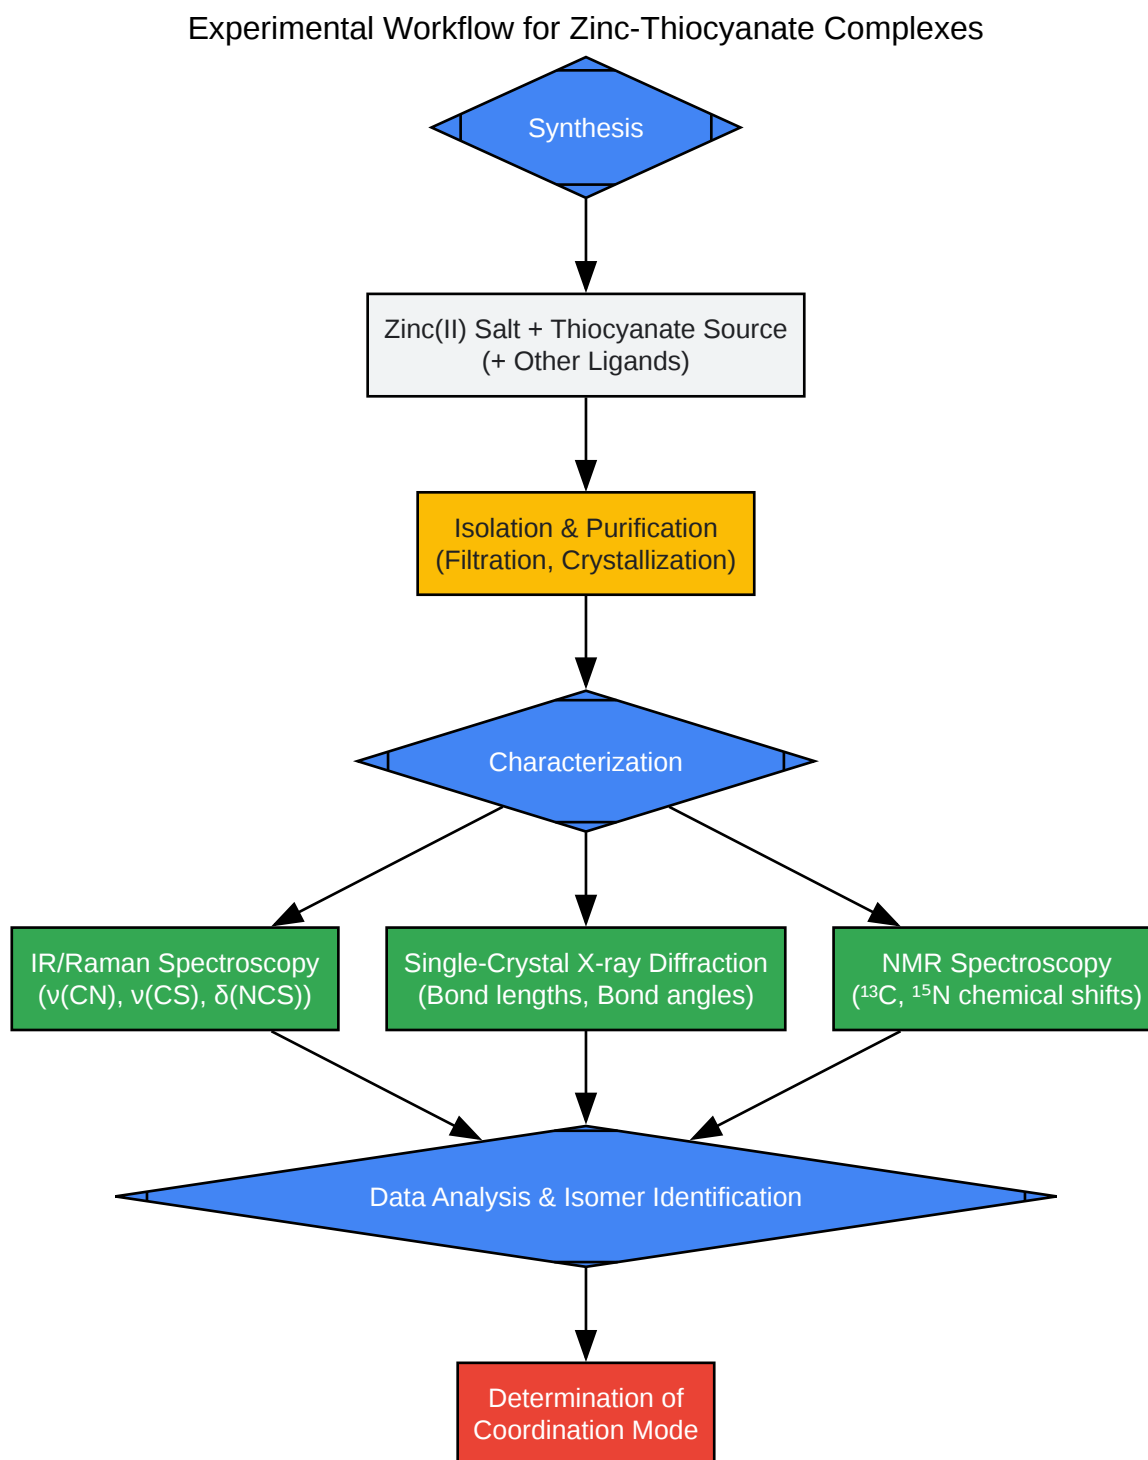 Experimental Workflow for Zinc-Thiocyanate Complexes
Synthesis
Zinc(II) Salt + Thiocyanate Source
(+ Other Ligands)
Isolation & Purification
(Filtration, Crystallization)
Characterization
IR/Raman Spectroscopy
(ν(CN), ν(CS), δ(NCS))
Single-Crystal X-ray Diffraction
(Bond lengths, Bond angles)
NMR Spectroscopy
(¹³C, ¹⁵N chemical shifts)
Data Analysis & Isomer Identification
Determination of
Coordination Mode